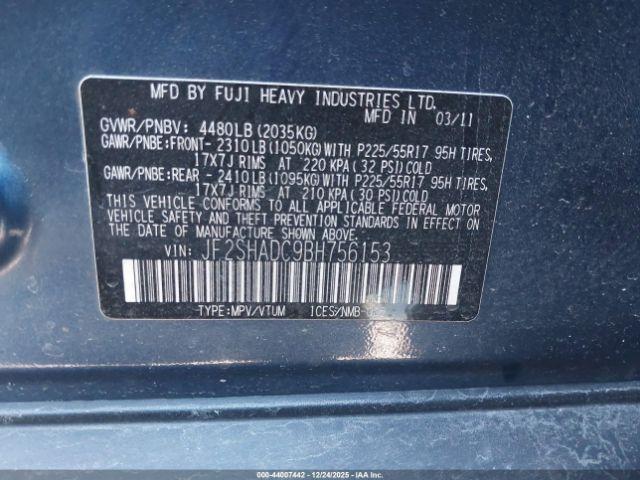 MFD BY FUJI HEAVY INDUSTRIES LTD.
MFD IN 03/11
GVWR/PNBV: 4480LB(2035KG)
GAWR/PNBE:FRONT- 2310LB(1050KG)WITH P225/55R17 95H TIRES,
17X7J RIMS AT 220 KPA(32 PSI)COLD
GAWR/PNBE:REAR - 2410LB(1095KG)WITH P225/55R17 95H TIRES,
17X7J RIMS AT 210 KPA(30 PSI)COLD
THIS VEHICLE CONFORMS TO ALL APPLICABLE FEDERAL MOTOR
VEHICLE SAFETY AND THEFT PREVENTION STANDARDS IN EFFECT ON
THE DATE OF MANUFACTURE SHOWN ABOVE.
VIN: JF2SHADC9BH756153
TYPE:MPV/VTUM ICES/NMB-
000-44007442 - 12/24/2025 - IAAI.COM